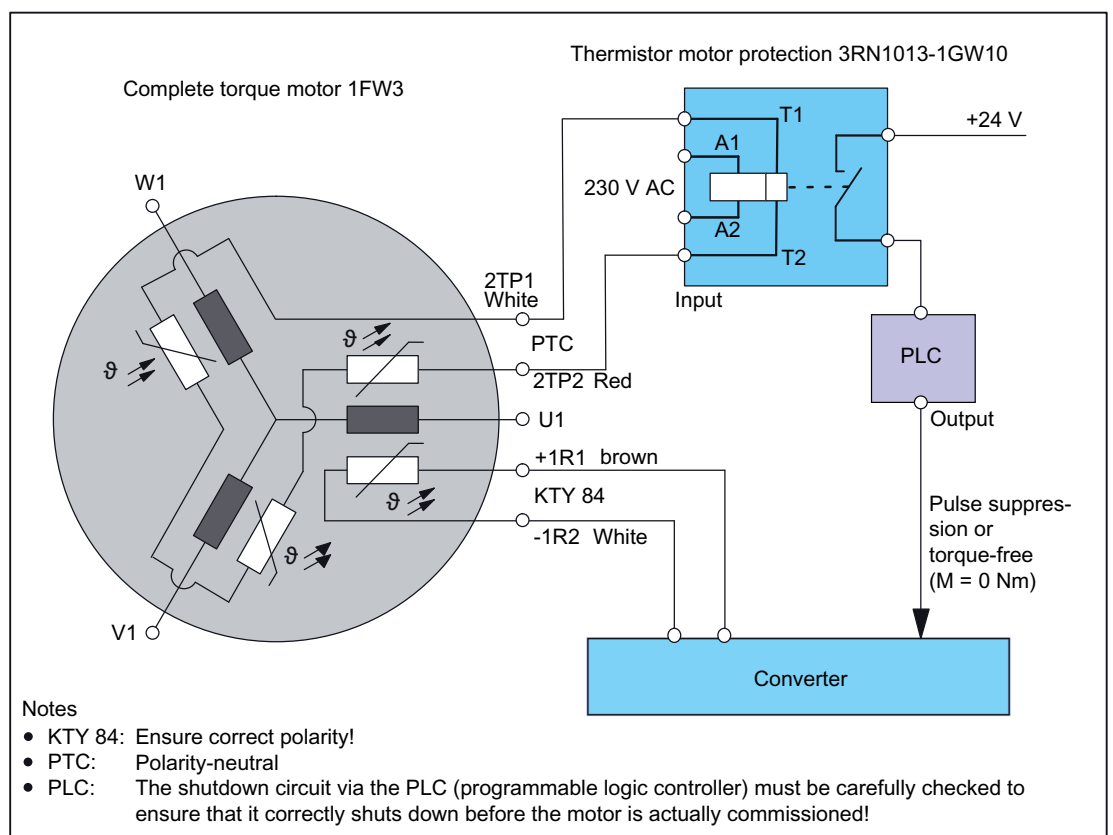 Thermistor motor protection 3RN1013-1GW10
Complete torque motor 1FW3
T1
+24 V
A1
W1
230 V AC
A2
T2
2TP1
White
Input
ϑ
PTC
PLC
ϑ
2TP2 Red
U1
Output
+1R1 brown
KTY 84
ϑ
-1R2 White
Pulse suppres-
sion or
torque-free
(M = 0 Nm)
ϑ
V1
Converter
Notes
• KTY 84: Ensure correct polarity!
• PTC: Polarity-neutral
• PLC: The shutdown circuit via the PLC (programmable logic controller) must be carefully checked to
ensure that it correctly shuts down before the motor is actually commissioned!